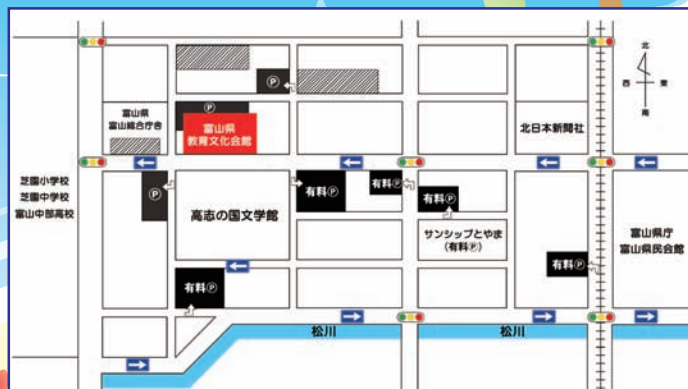 北
西 東
南
Ⓟ
Ⓟ
富山県
富山総合庁舎
富山県
教育文化会館
北日本新聞社
芝園小学校
芝園中学校
富山中部高校
Ⓟ
高志の国文学館
有料Ⓟ
有料Ⓟ
有料Ⓟ
サンシップとやま
(有料Ⓟ)
富山県庁
富山県民会館
有料Ⓟ
有料Ⓟ
松川
松川